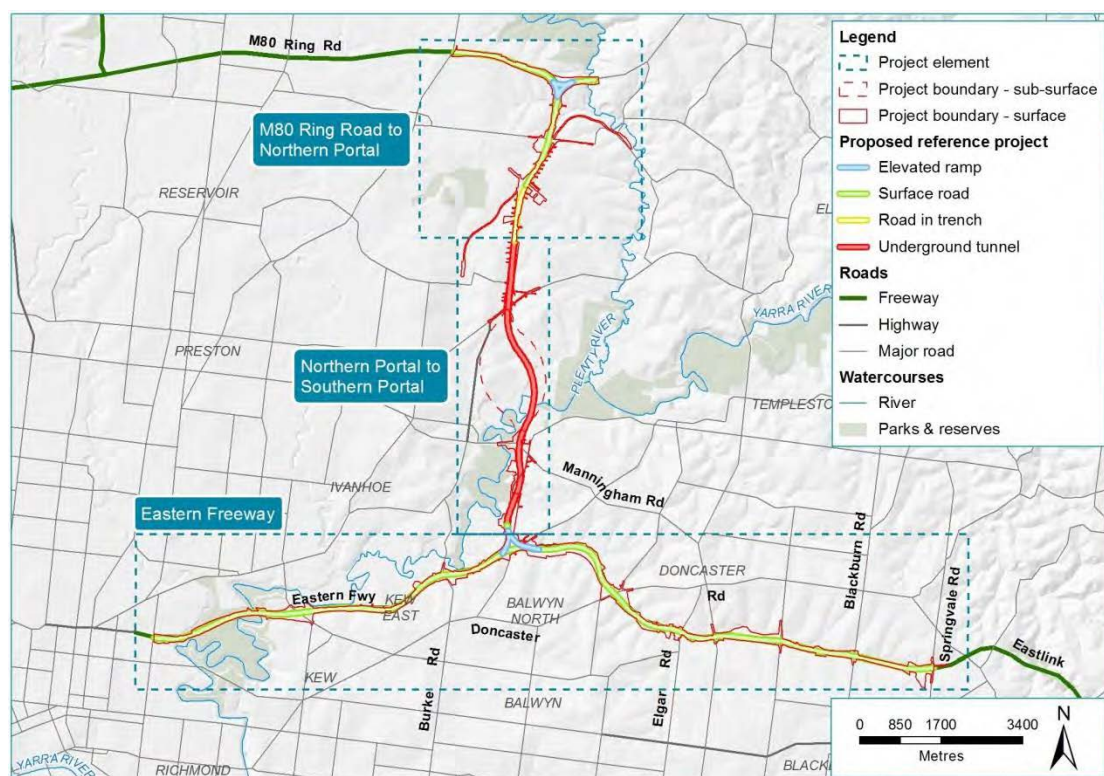 M80 Ring Rd
M80 Ring Road to
Northern Portal
RESERVOIR
PRESTON
Northern Portal to
Southern Portal
PLENTY RIVER
YARRA RIVER
IVANHOE
Manningham Rd
Eastern Freeway
Eastern Fwy
KEW
EAST
BALWYN
NORTH
DONCASTER
Doncaster
Rd
Blackburn Rd
Springvale Rd
Eastlink
KEW
Burke
Rd
BALWYN
Elgar
Rd
RICHMOND
YARRA RIVER
Legend
Project element
Project boundary - sub-surface
Project boundary - surface
Proposed reference project
Elevated ramp
Surface road
Road in trench
Underground tunnel
Roads
Freeway
Highway
Major road
Watercourses
River
Parks & reserves
0 850 1700 3400
Metres
N